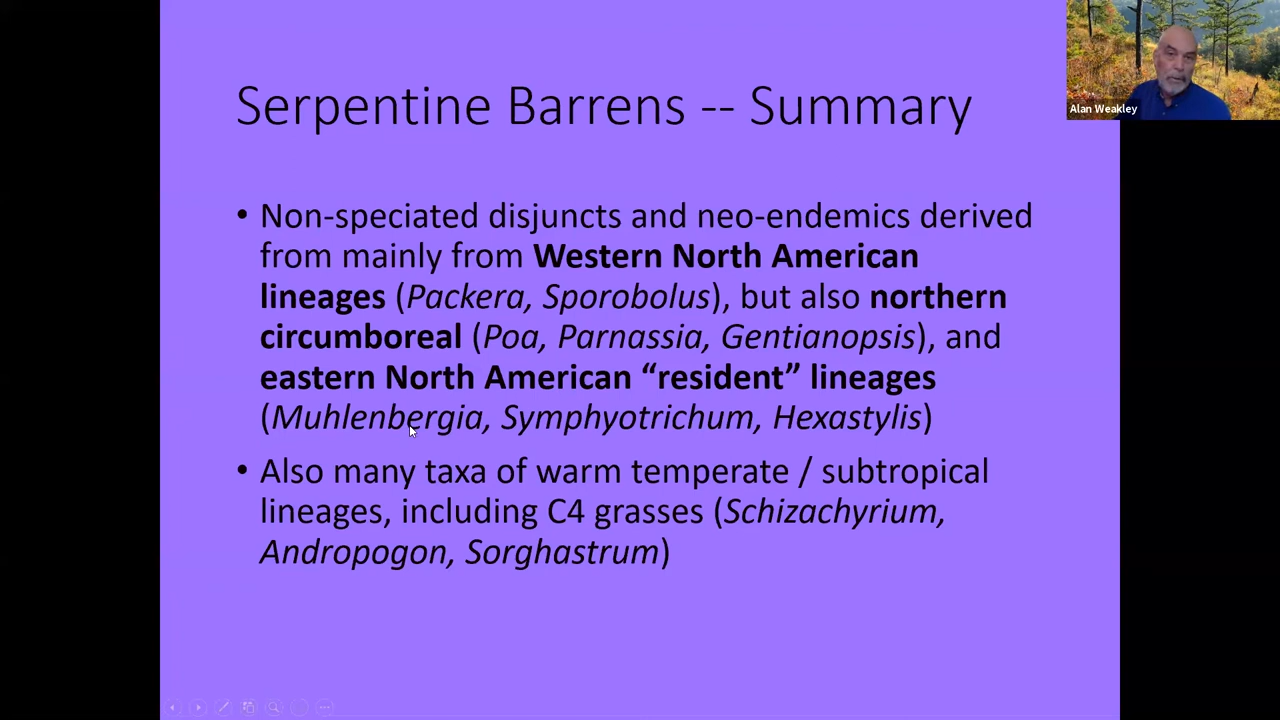 Serpentine Barrens -- Summary
Alan Weakley
• Non-speciated disjuncts and neo-endemics derived
from mainly from Western North American
lineages (Packera, Sporobolus), but also northern
circumboreal (Poa, Parnassia, Gentianopsis), and
eastern North American “resident” lineages
(Muhlenbergia, Symphyotrichum, Hexastylis)
• Also many taxa of warm temperate / subtropical
lineages, including C4 grasses (Schizachyrium,
Andropogon, Sorghastrum)